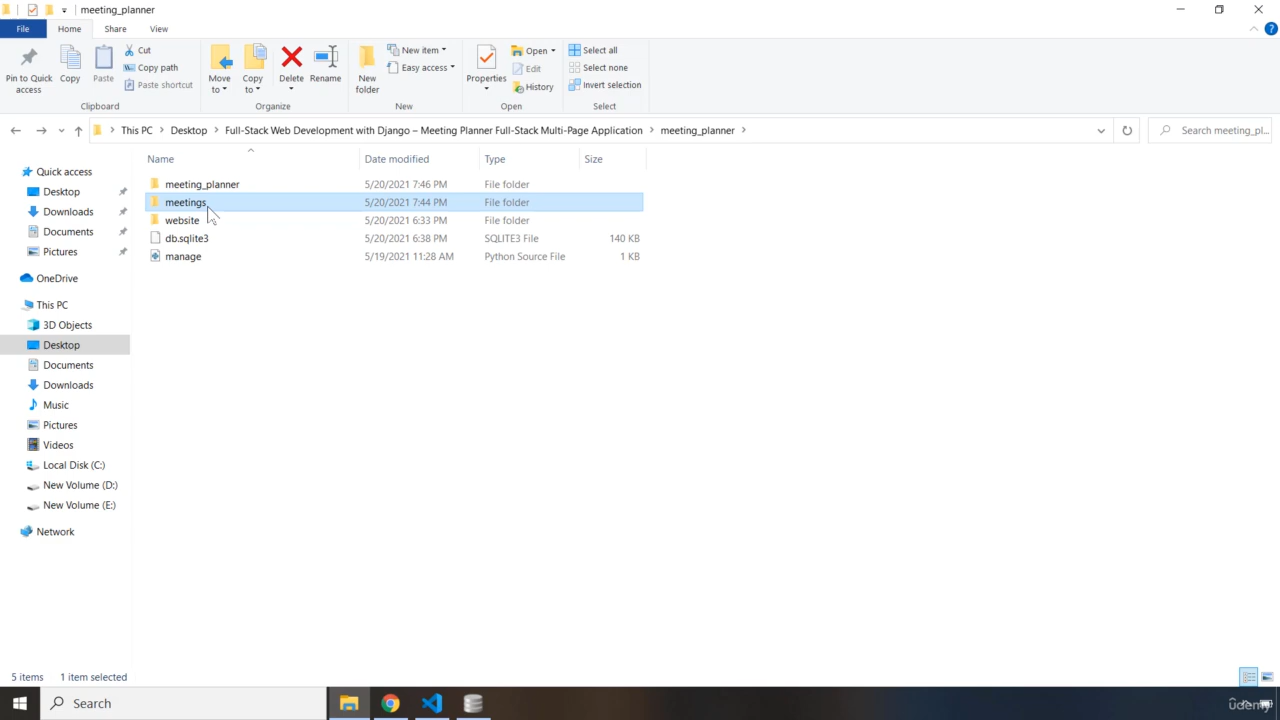 meeting_planner
File Home Share View
Pin to Quick access
Copy
Paste
Cut
Copy path
Paste shortcut
Clipboard
Move to
Copy to
Delete
Rename
Organize
New folder
New item
Easy access
New
Properties
Open
Edit
History
Open
Select all
Select none
Invert selection
Select
This PC > Desktop > Full-Stack Web Development with Django – Meeting Planner Full-Stack Multi-Page Application > meeting_planner >
Search meeting_pl...
Name Date modified Type Size
meeting_planner 5/20/2021 7:46 PM File folder
meetings 5/20/2021 7:44 PM File folder
website 5/20/2021 6:33 PM File folder
db.sqlite3 5/20/2021 6:38 PM SQLITE3 File 140 KB
manage 5/19/2021 11:28 AM Python Source File 1 KB
Quick access
Desktop
Downloads
Documents
Pictures
OneDrive
This PC
3D Objects
Desktop
Documents
Downloads
Music
Pictures
Videos
Local Disk (C:)
New Volume (D:)
New Volume (E:)
Network
5 items 1 item selected
Search
udemy